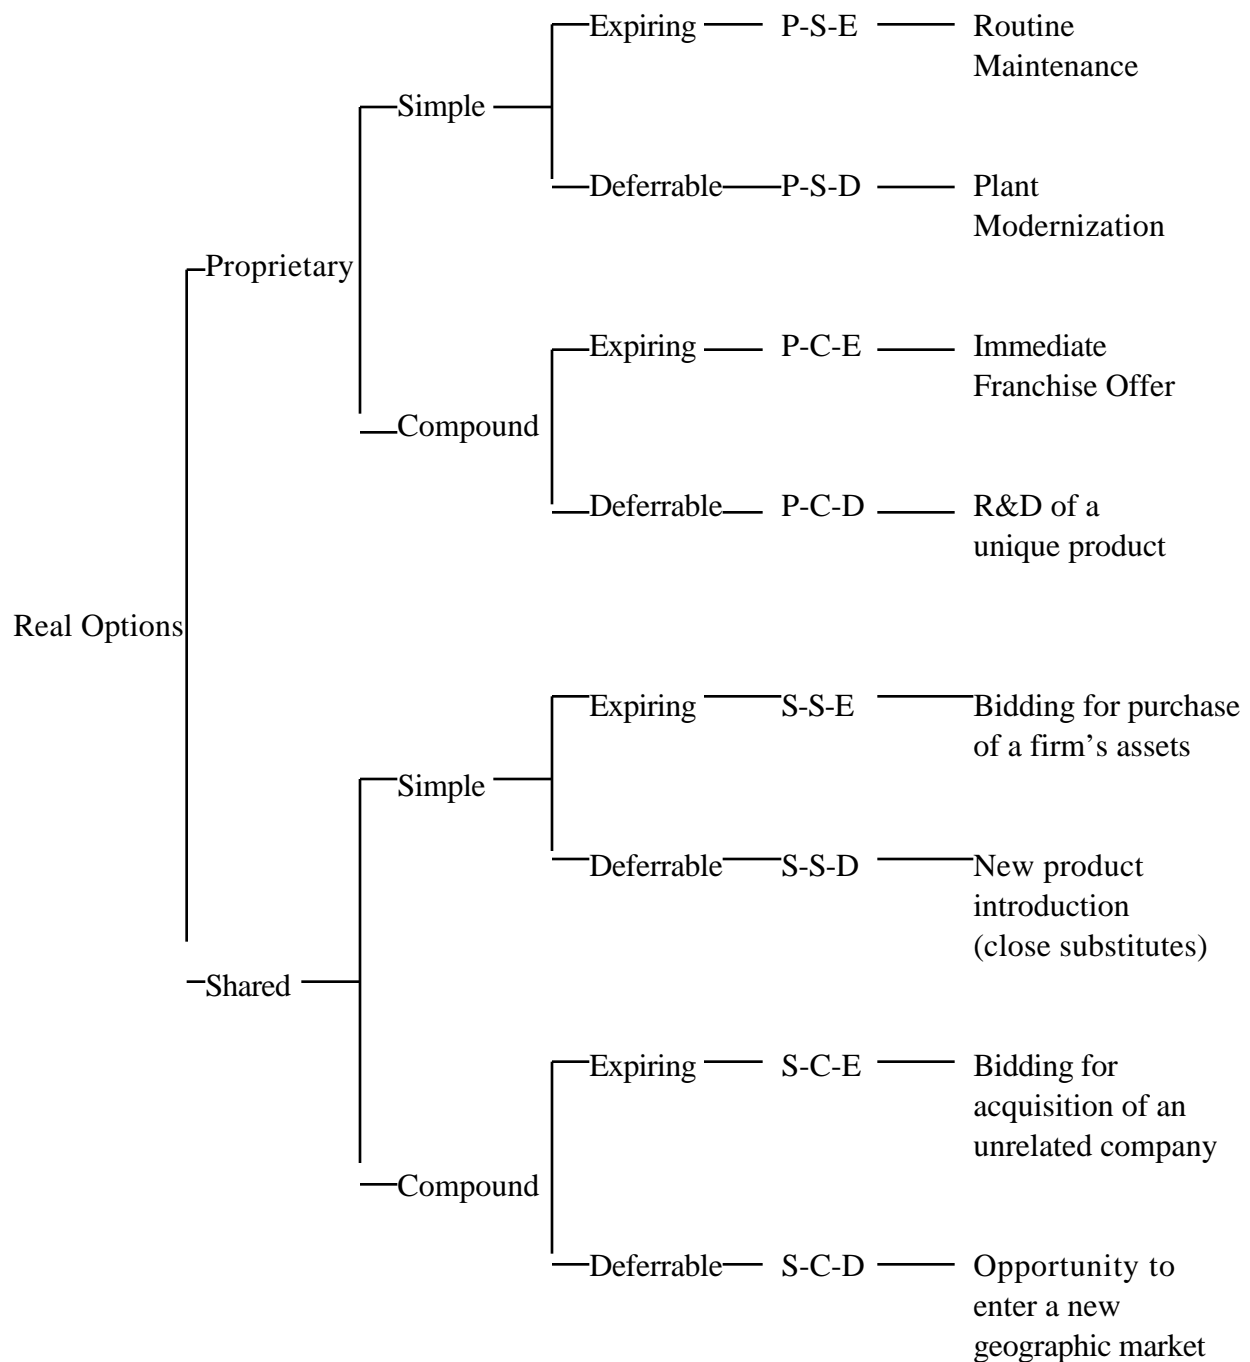 Expiring P-S-E Routine
Maintenance
Simple
Deferrable P-S-D Plant
Modernization
Proprietary
Expiring P-C-E Immediate
Franchise Offer
Compound
Deferrable P-C-D R&D of a
unique product
Real Options
Expiring S-S-E Bidding for purchase
of a firm’s assets
Simple
Deferrable S-S-D New product
introduction
(close substitutes)
Shared
Expiring S-C-E Bidding for
acquisition of an
unrelated company
Compound
Deferrable S-C-D Opportunity to
enter a new
geographic market